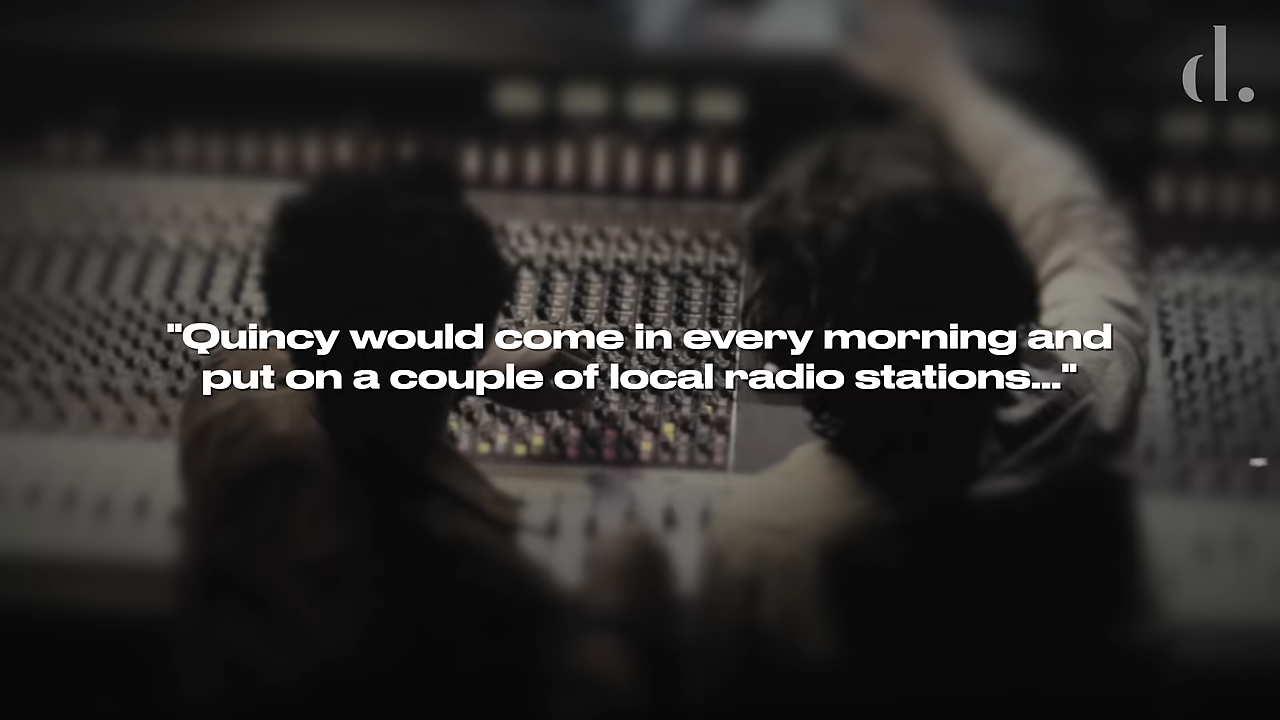 d.
"Quincy would come in every morning and
put on a couple of local radio stations..."